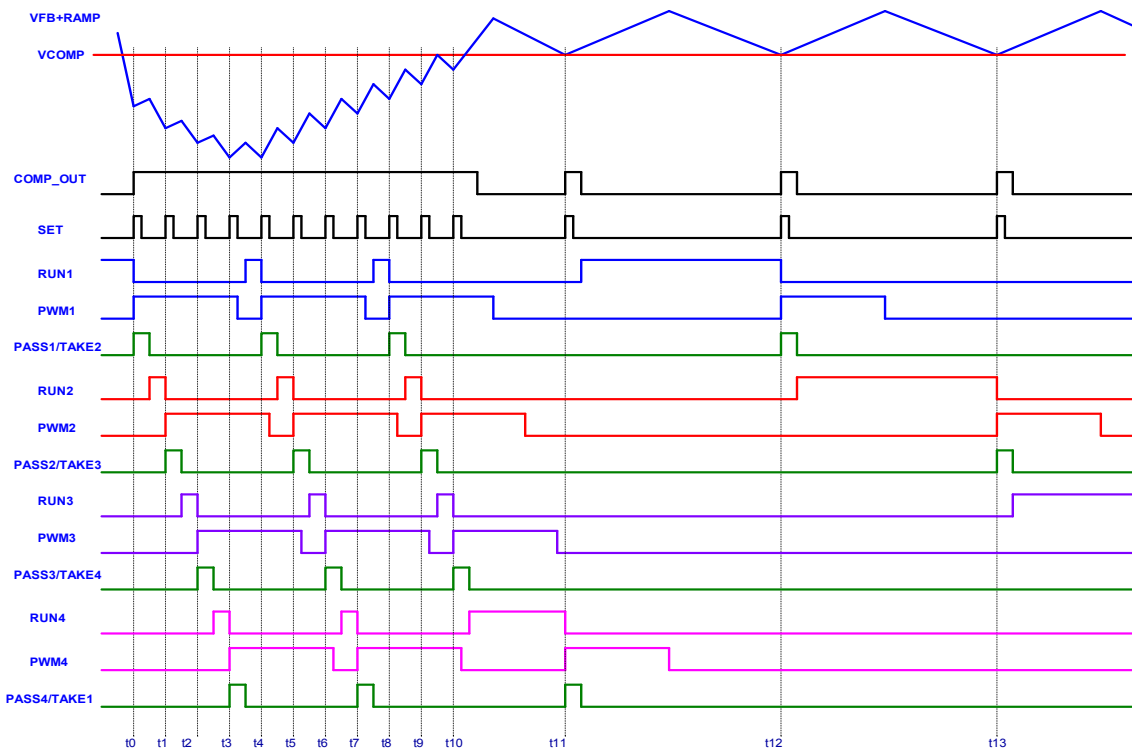 VFB+RAMP
VCOMP
COMP_OUT
SET
RUN1
PWM1
PASS1/TAKE2
RUN2
PWM2
PASS2/TAKE3
RUN3
PWM3
PASS3/TAKE4
RUN4
PWM4
PASS4/TAKE1
t0 t1 t2 t3 t4 t5 t6 t7 t8 t9 t10 t11 t12 t13